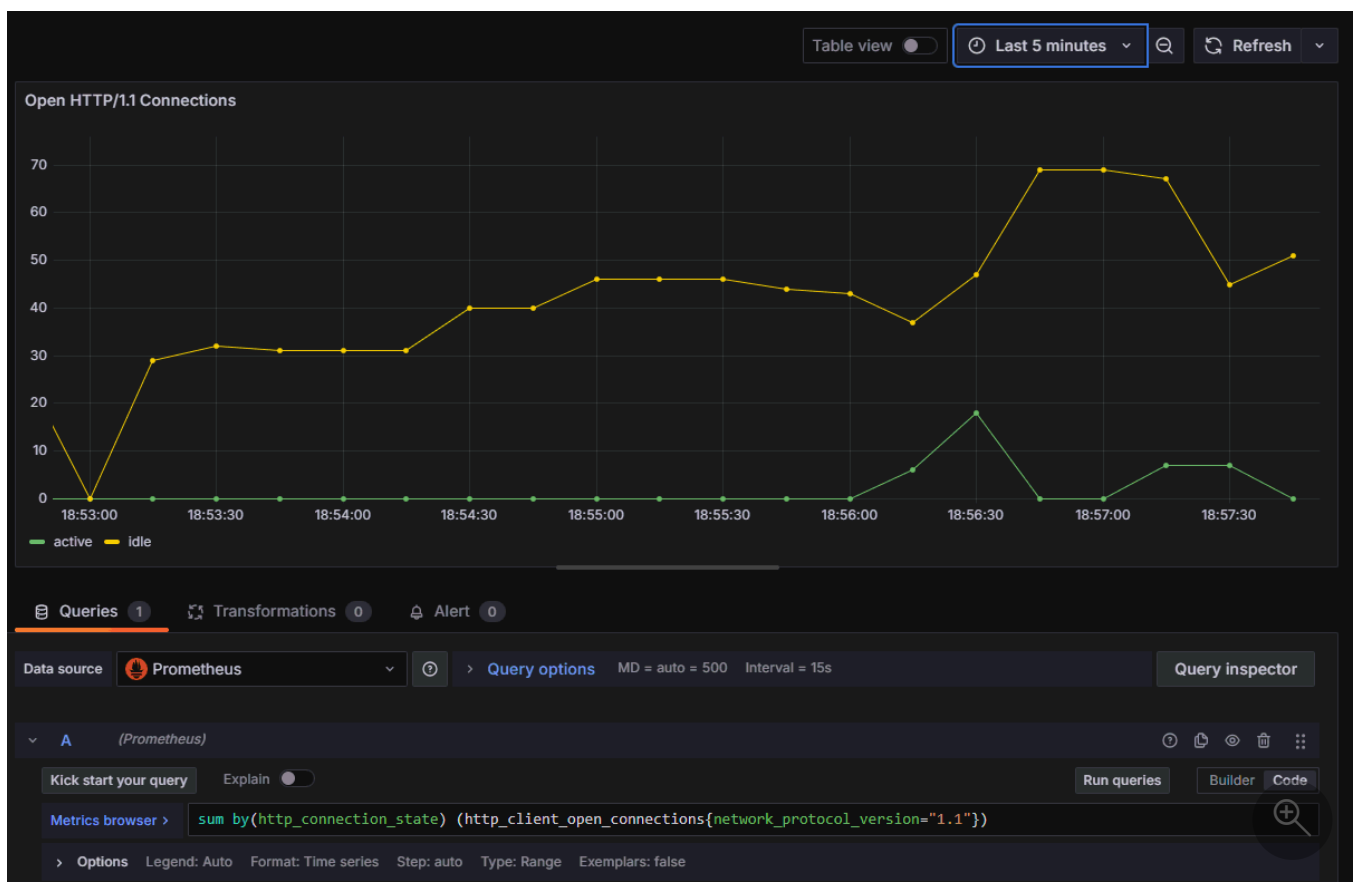 Table view Last 5 minutes Refresh
Open HTTP/1.1 Connections
70
60
50
40
30
20
10
0
18:53:00 18:53:30 18:54:00 18:54:30 18:55:00 18:55:30 18:56:00 18:56:30 18:57:00 18:57:30
active idle
Queries 1 Transformations 0 Alert 0
Data source Prometheus Query options MD = auto = 500 Interval = 15s Query inspector
A (Prometheus)
Kick start your query Explain Run queries Builder Code
Metrics browser > sum by(http_connection_state) (http_client_open_connections{network_protocol_version="1.1"})
> Options Legend: Auto Format: Time series Step: auto Type: Range Exemplars: false